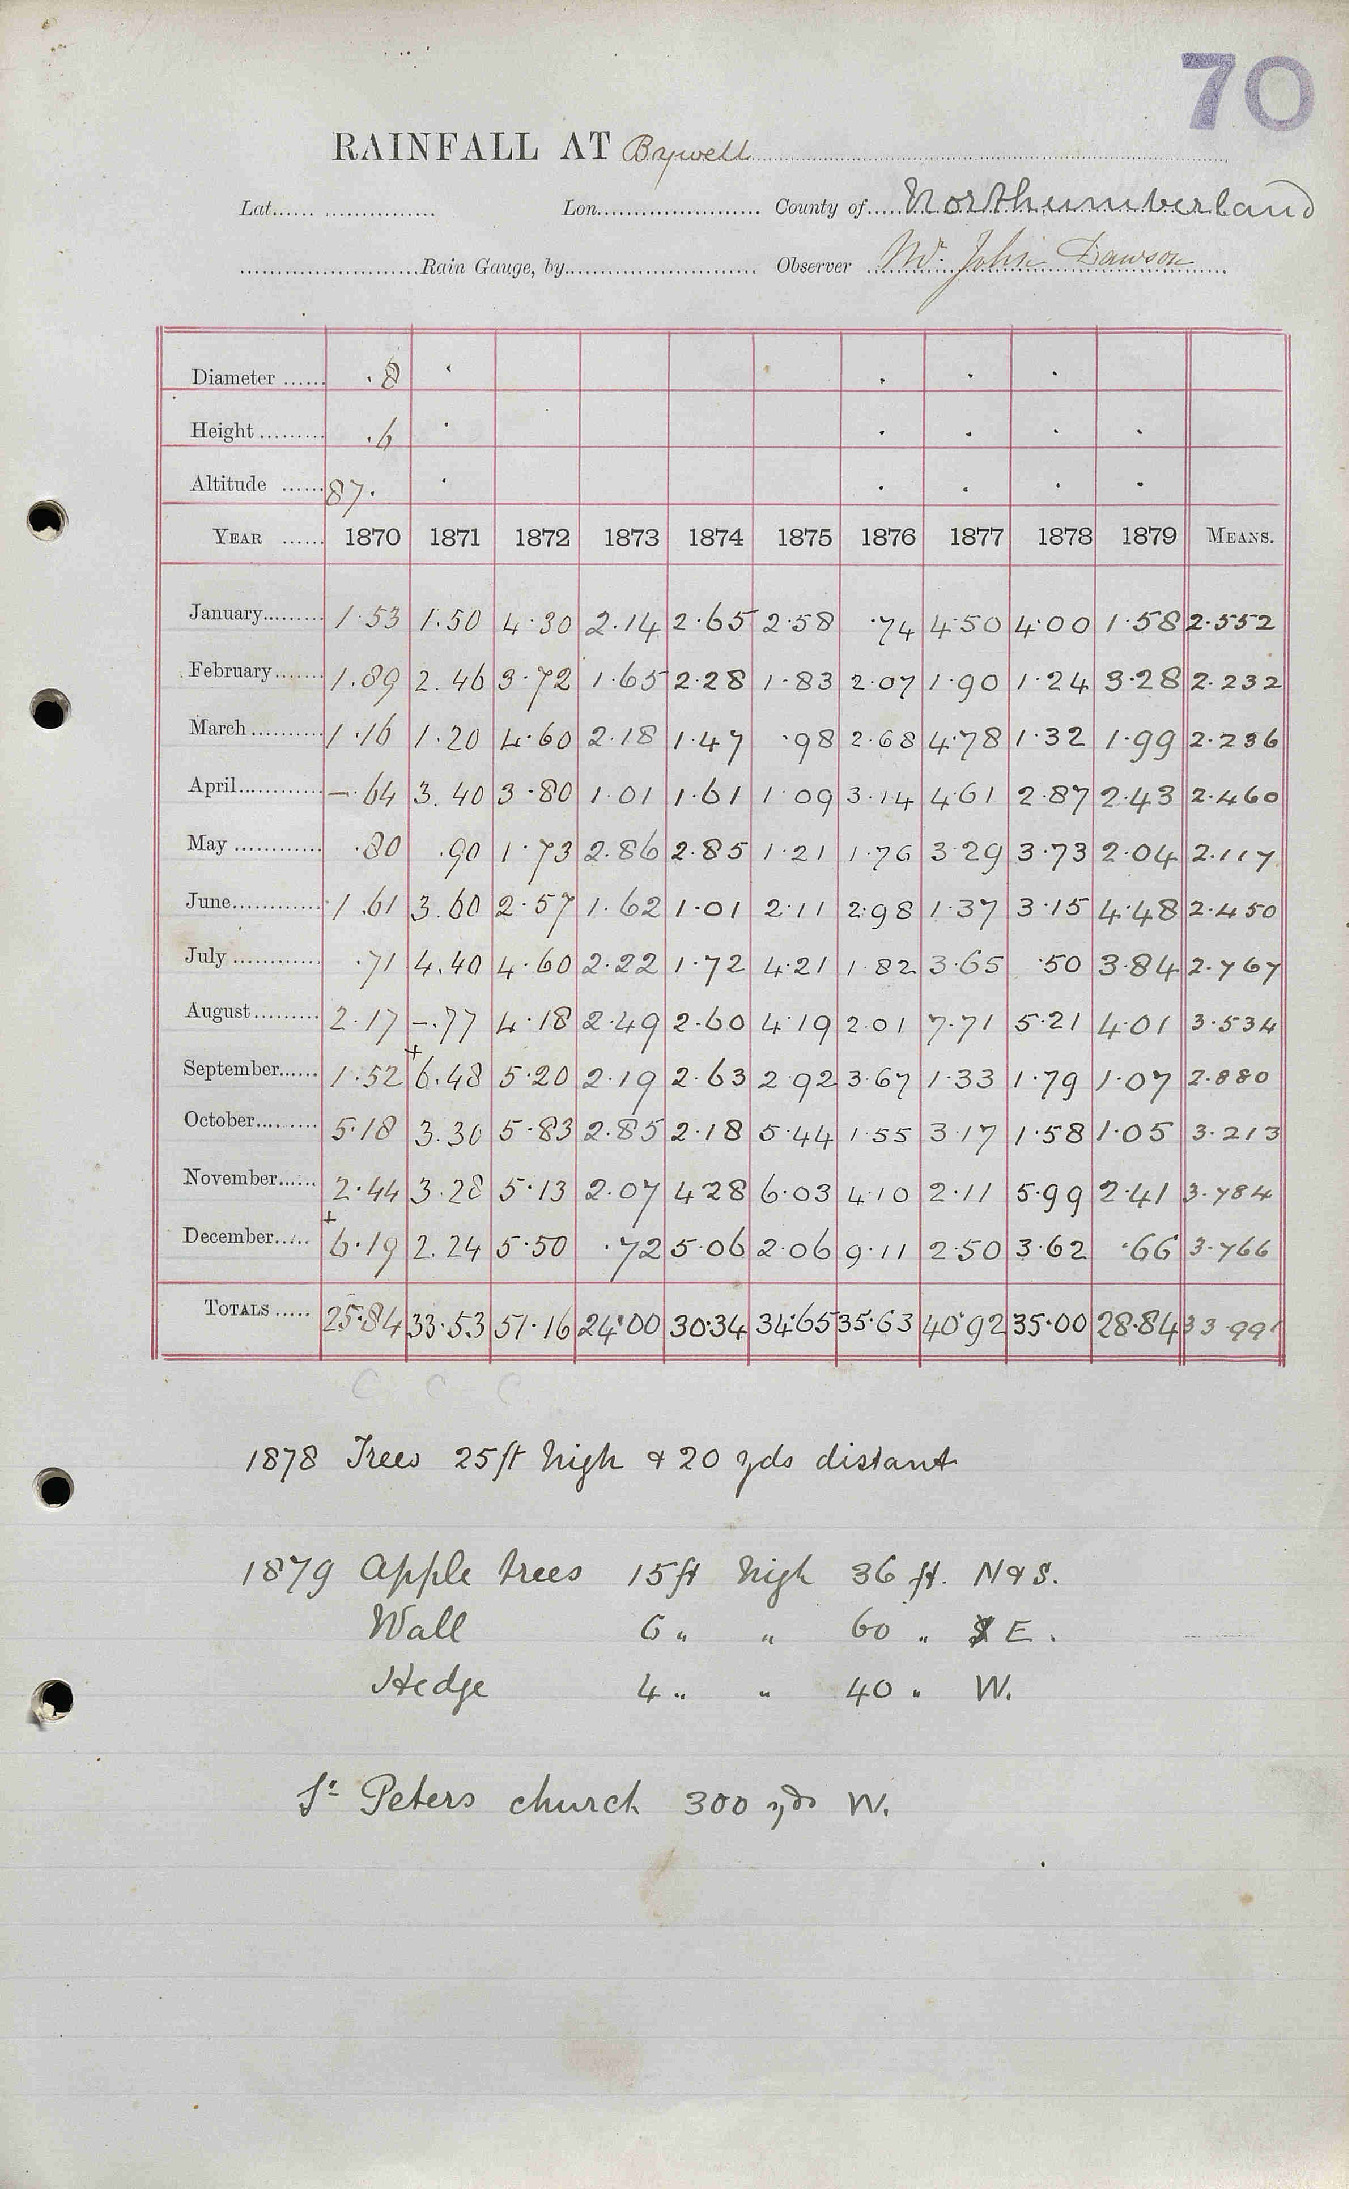 70
RAINFALL AT Bywell
Lat. Lon. County of Northumberland
Rain Gauge, by Observer Mr. John Dawson
Diameter .8
Height .6
Altitude 87.
YEAR 1870 1871 1872 1873 1874 1875 1876 1877 1878 1879 MEANS.
January 1.53 1.50 4.30 2.14 2.65 2.58 .74 4.50 4.00 1.58 2.552
February 1.89 2.46 3.72 1.65 2.28 1.83 2.07 1.90 1.24 3.28 2.232
March 1.16 1.20 4.60 2.18 1.47 .98 2.68 4.78 1.32 1.99 2.236
April -.64 3.40 3.80 1.01 1.61 1.09 3.14 4.61 2.87 2.43 2.460
May .80 .90 1.73 2.86 2.85 1.21 1.76 3.29 3.73 2.04 2.117
June 1.61 3.60 2.57 1.62 1.01 2.11 2.98 1.37 3.15 4.48 2.450
July .71 4.40 4.60 2.22 1.72 4.21 1.82 3.65 .50 3.84 2.767
August 2.17 -.77 4.18 2.49 2.60 4.19 2.01 7.71 5.21 4.01 3.534
September 1.52 +6.48 5.20 2.19 2.63 2.92 3.67 1.33 1.79 1.07 2.880
October 5.18 3.30 5.83 2.85 2.18 5.44 1.55 3.17 1.58 1.05 3.213
November 2.44 3.28 5.13 2.07 4.28 6.03 4.10 2.11 5.99 2.41 3.784
December +6.19 2.24 5.50 .72 5.06 2.06 9.11 2.50 3.62 .66 3.766
TOTALS 25.84 33.53 51.16 24.00 30.34 34.65 35.63 40.92 35.00 28.84 33.991
C C C
1878 Trees 25 ft high & 20 yds distant
1879 Apple trees 15 ft high 36 ft. N & S.
Wall 6 " " 60 " E.
Hedge 4 " " 40 " W.
St Peters church 300 yds W.